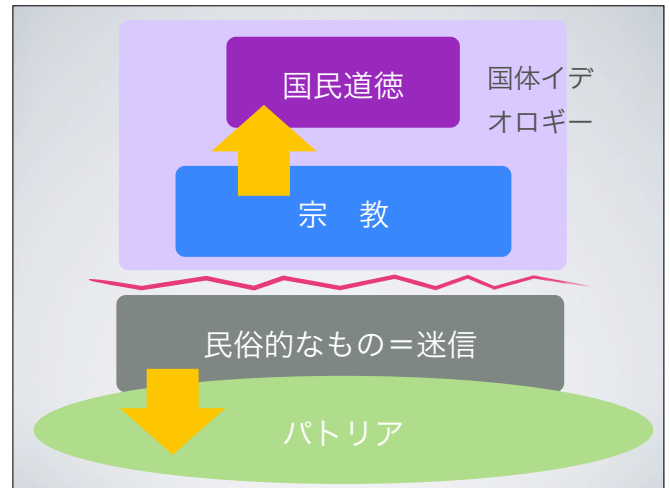 国民道徳
国体イデ
オロギー
宗　教
民俗的なもの＝迷信
パトリア